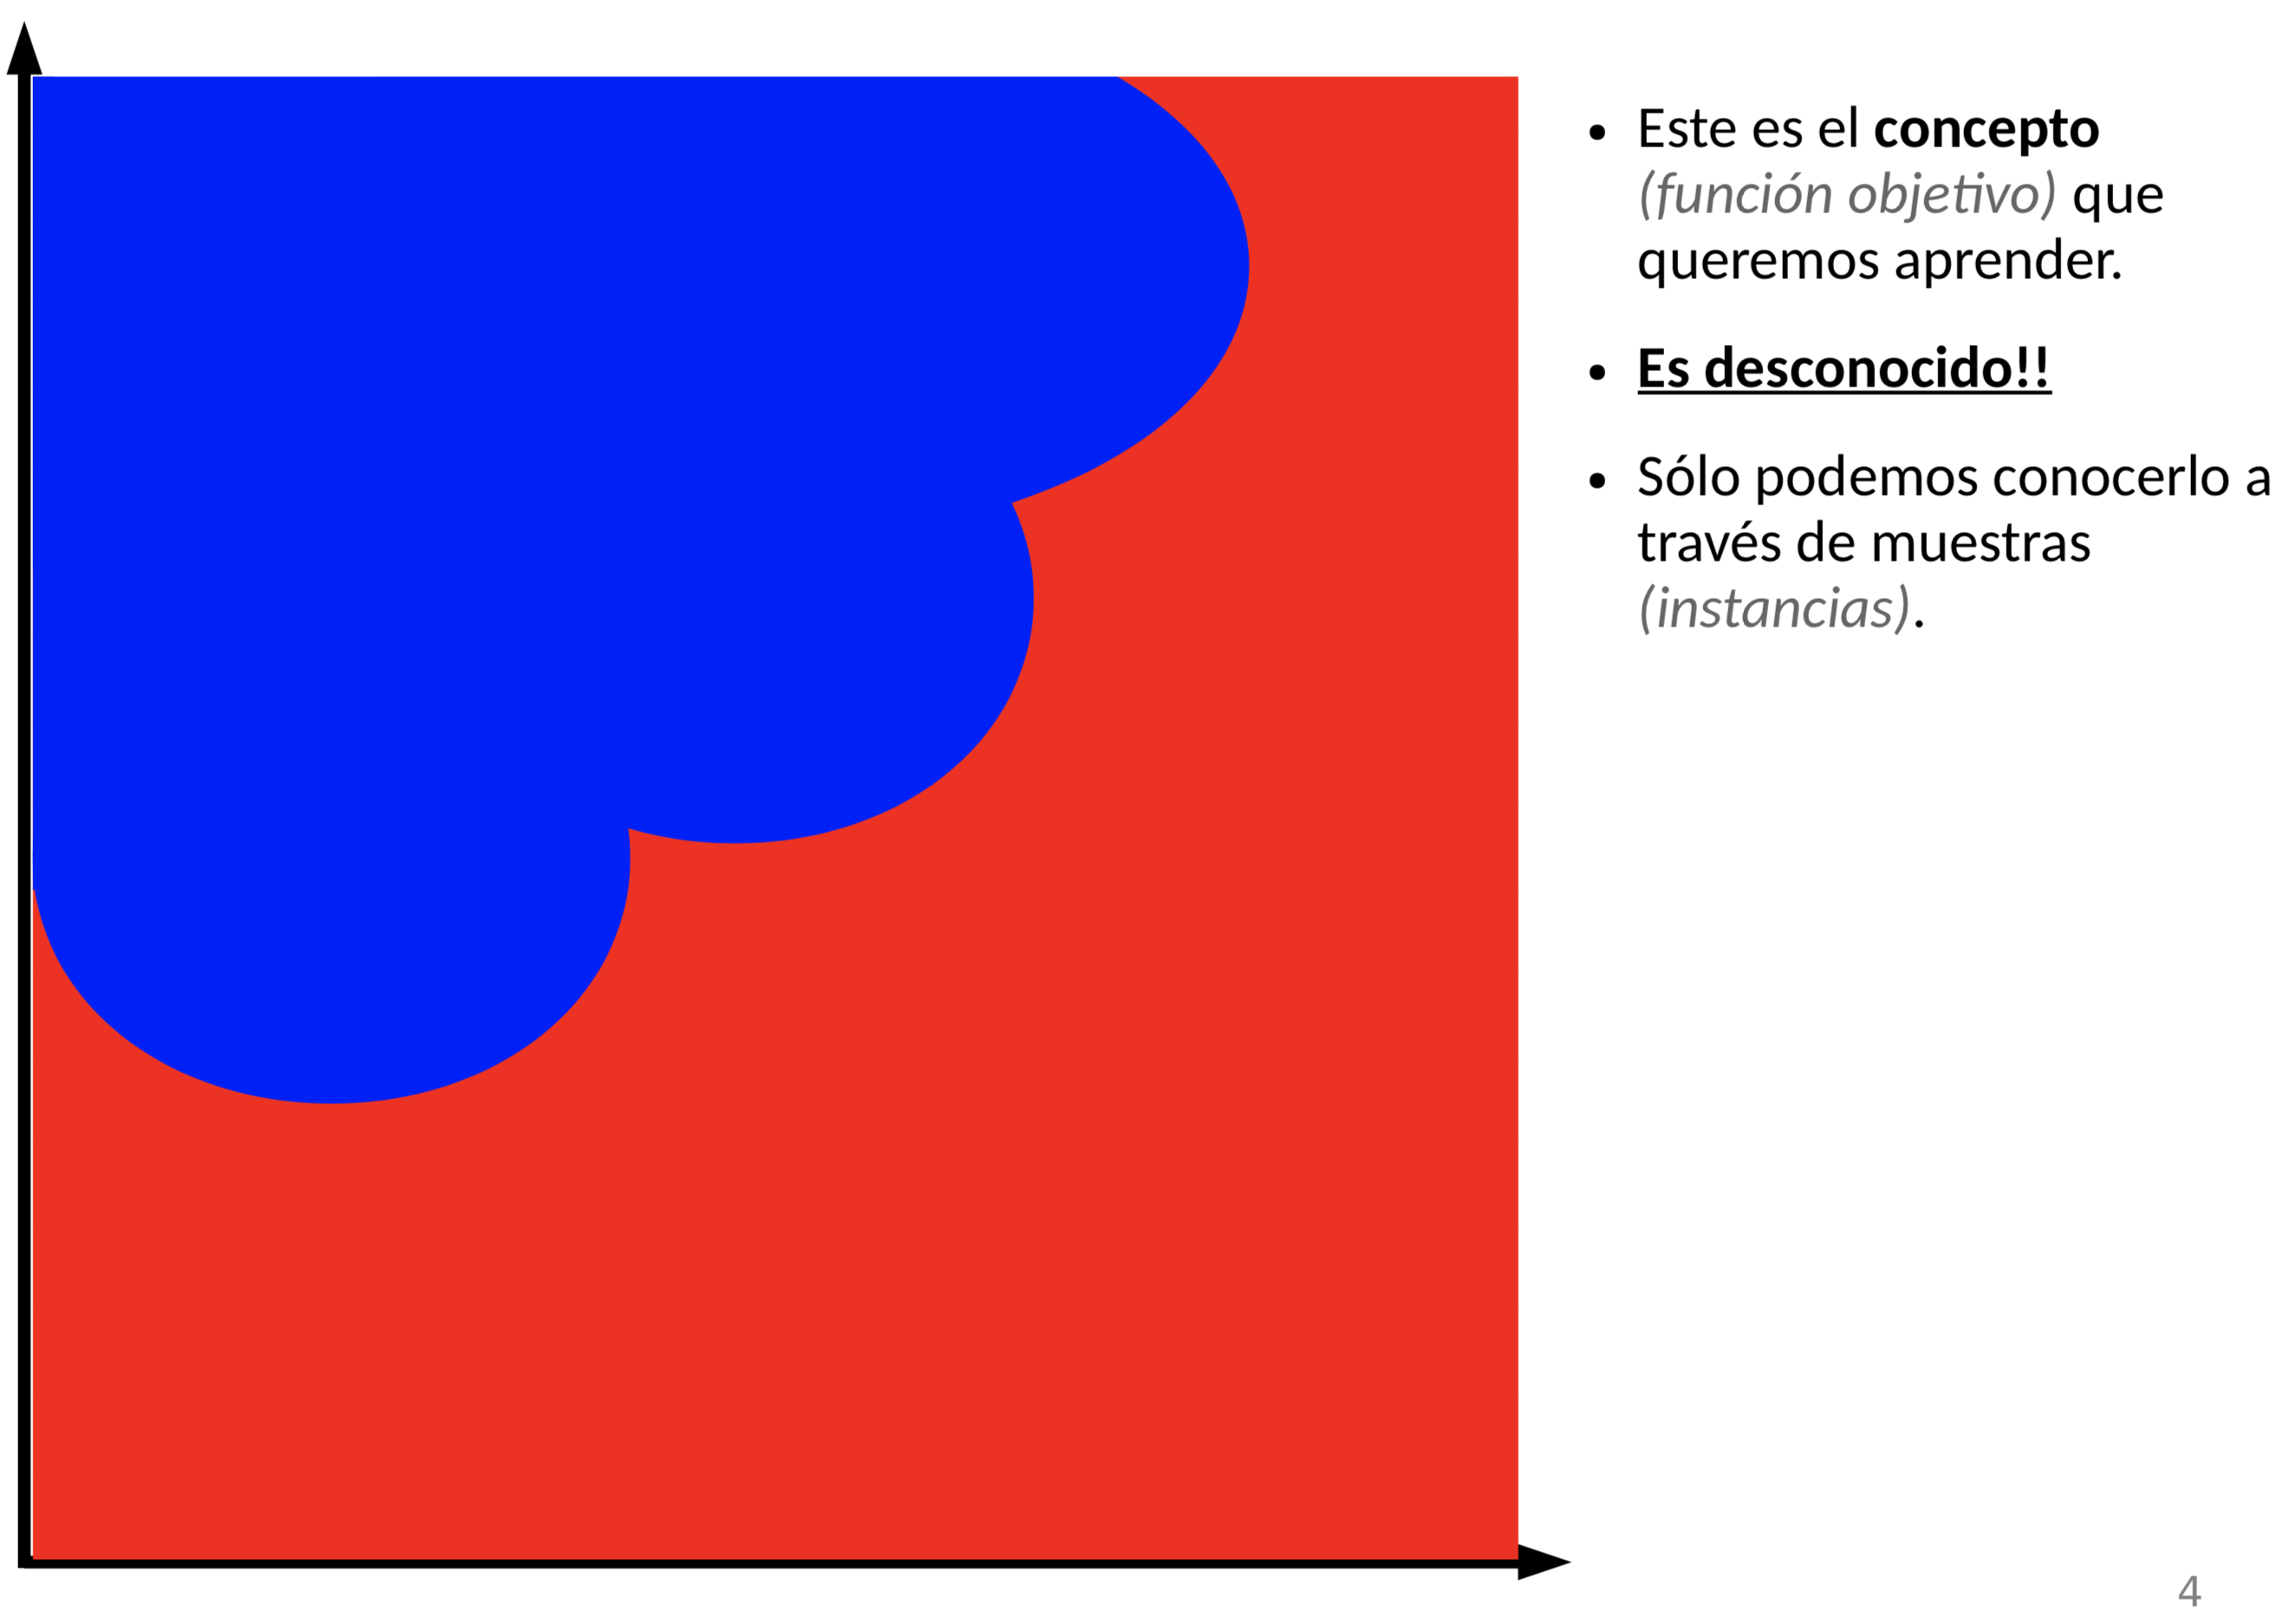 • Este es el concepto
(función objetivo) que
queremos aprender.
• Es desconocido!!
• Sólo podemos conocerlo a
través de muestras
(instancias).
4